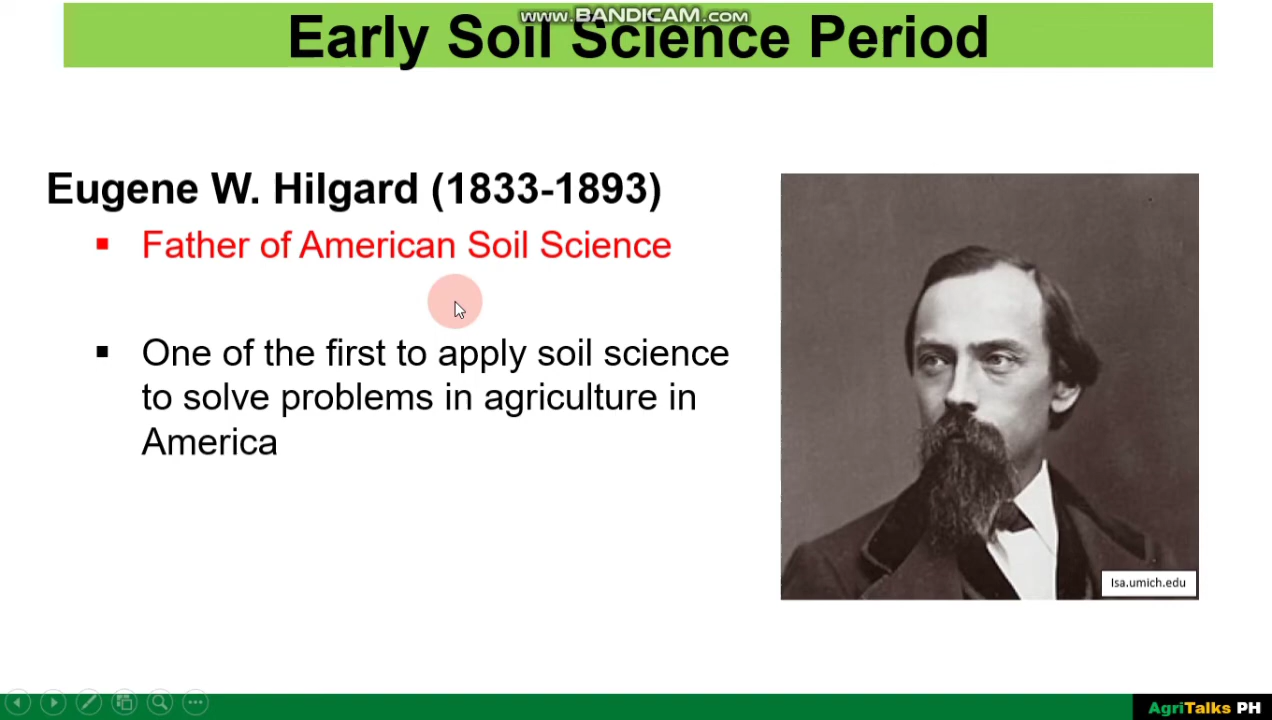 www.BANDICAM.com
Early Soil Science Period
Eugene W. Hilgard (1833-1893)
▪ Father of American Soil Science
▪ One of the first to apply soil science
to solve problems in agriculture in
America
lsa.umich.edu
AgriTalks PH